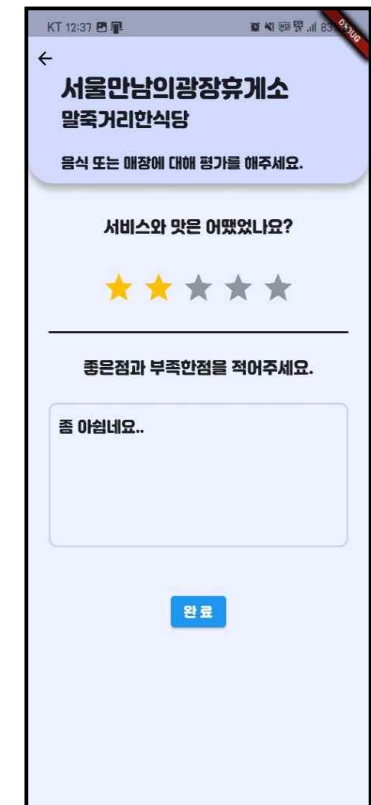 KT 12:37
DEBUG
서울만남의광장휴게소
말죽거리한식당
음식 또는 매장에 대해 평가를 해주세요.
서비스와 맛은 어땠었나요?
좋은점과 부족한점을 적어주세요.
좀 아쉽네요..
완 료